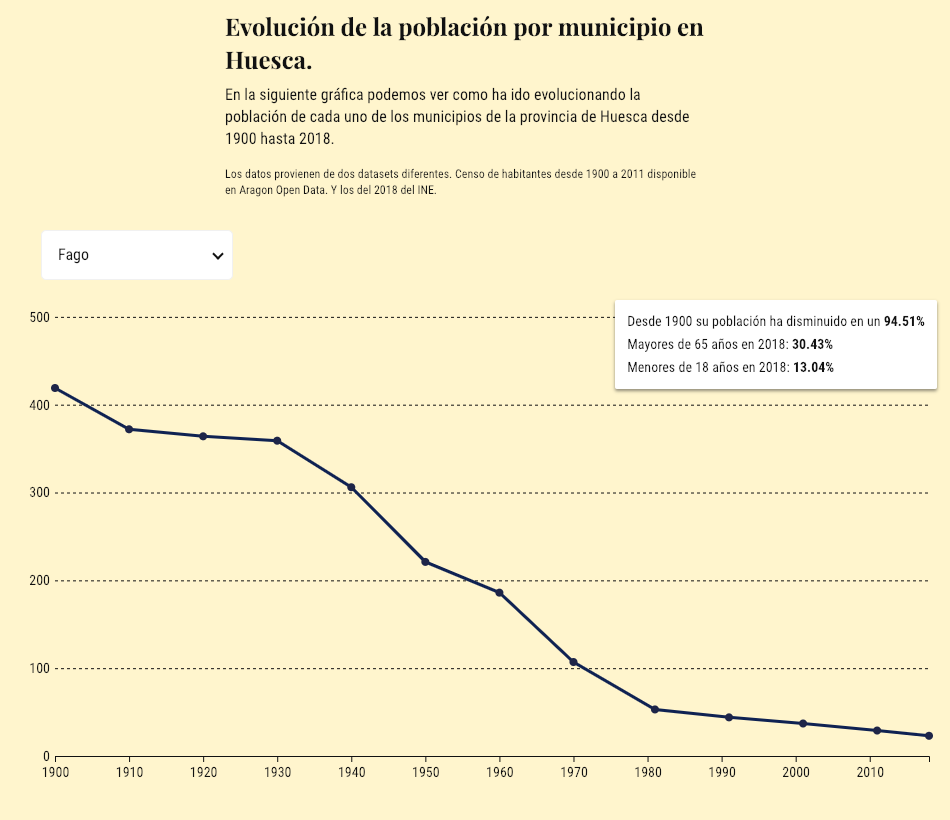 Evolución de la población por municipio en
Huesca.
En la siguiente gráfica podemos ver como ha ido evolucionando la
población de cada uno de los municipios de la provincia de Huesca desde
1900 hasta 2018.
Los datos provienen de dos datasets diferentes. Censo de habitantes desde 1900 a 2011 disponible
en Aragon Open Data. Y los del 2018 del INE.
Fago
Desde 1900 su población ha disminuido en un 94.51%
Mayores de 65 años en 2018: 30.43%
Menores de 18 años en 2018: 13.04%
500
400
300
200
100
0
1900 1910 1920 1930 1940 1950 1960 1970 1980 1990 2000 2010